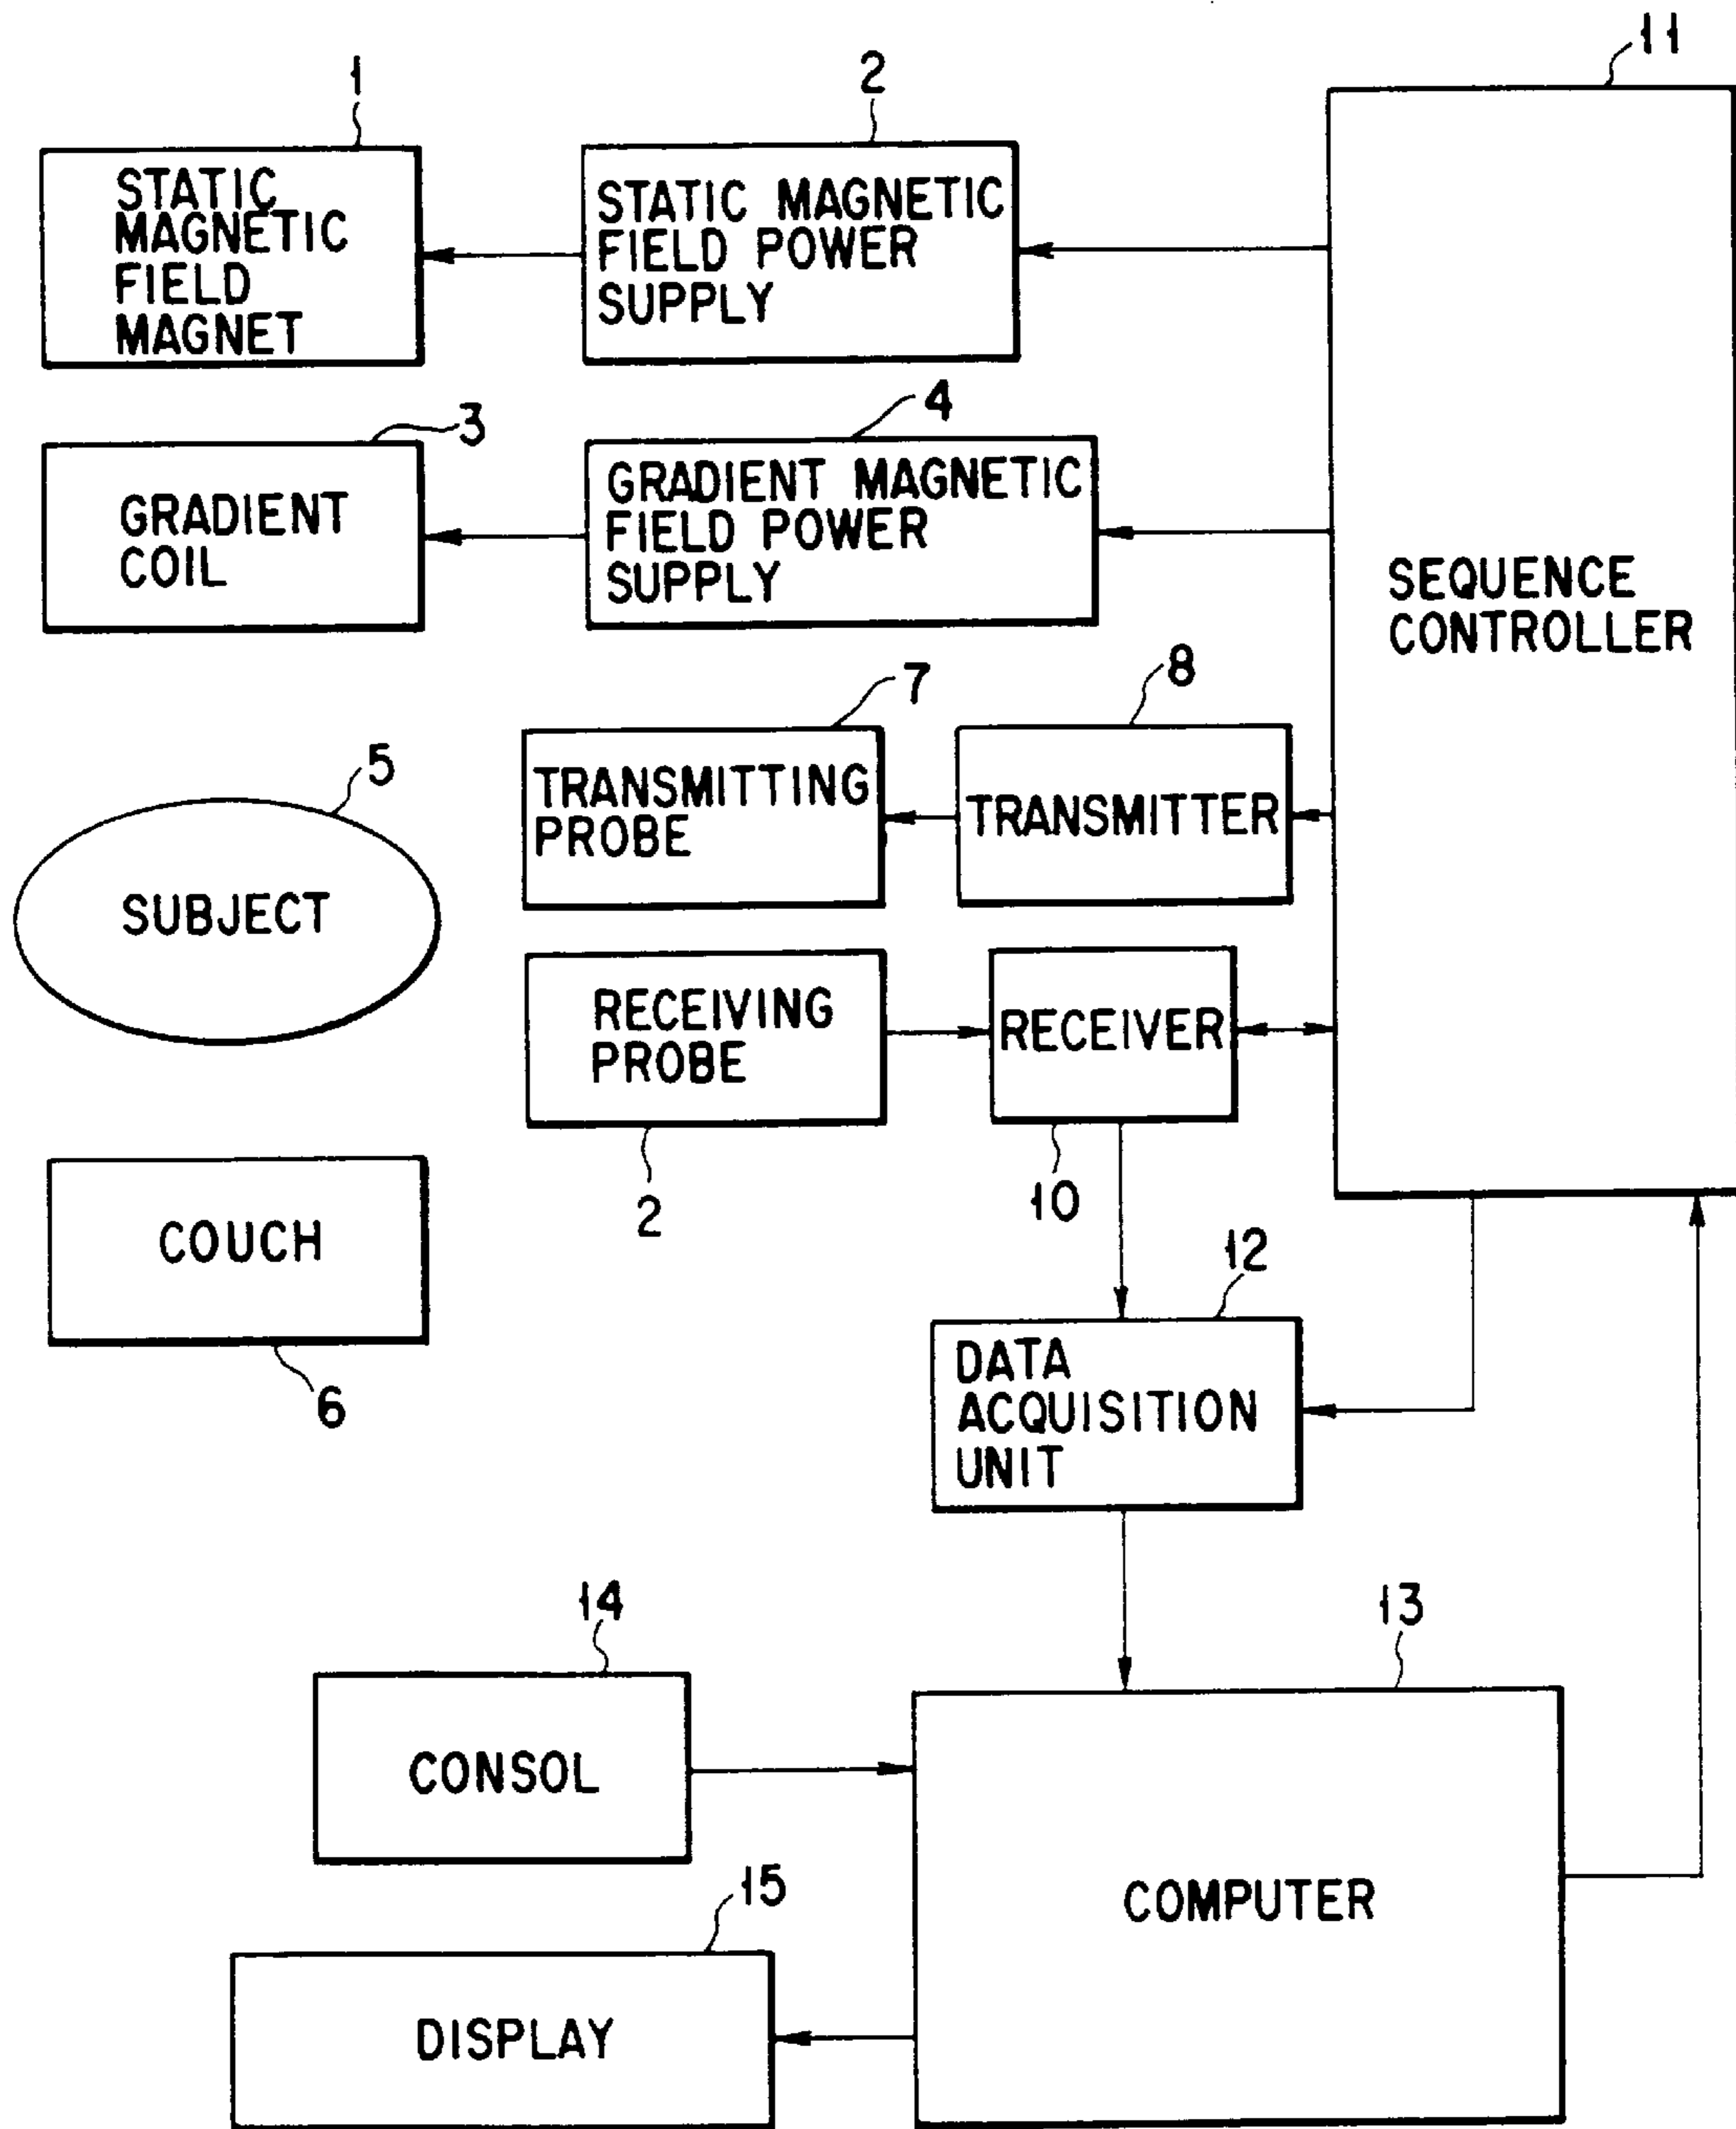 11
1
2
STATIC
MAGNETIC
FIELD
MAGNET
STATIC MAGNETIC
FIELD POWER
SUPPLY
3
4
GRADIENT
COIL
GRADIENT MAGNETIC
FIELD POWER
SUPPLY
SEQUENCE
CONTROLLER
7
8
5
TRANSMITTING
PROBE
TRANSMITTER
SUBJECT
RECEIVING
PROBE
RECEIVER
2
10
COUCH
6
12
DATA
ACQUISITION
UNIT
14
13
CONSOL
COMPUTER
15
DISPLAY